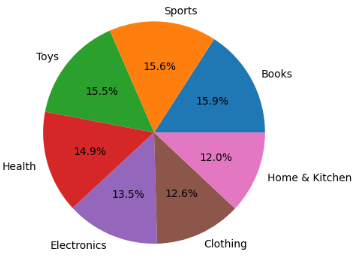 Sports
Toys
15.6%
Books
15.5%
15.9%
Health
14.9%
12.0%
Home & Kitchen
13.5%
12.6%
Electronics
Clothing